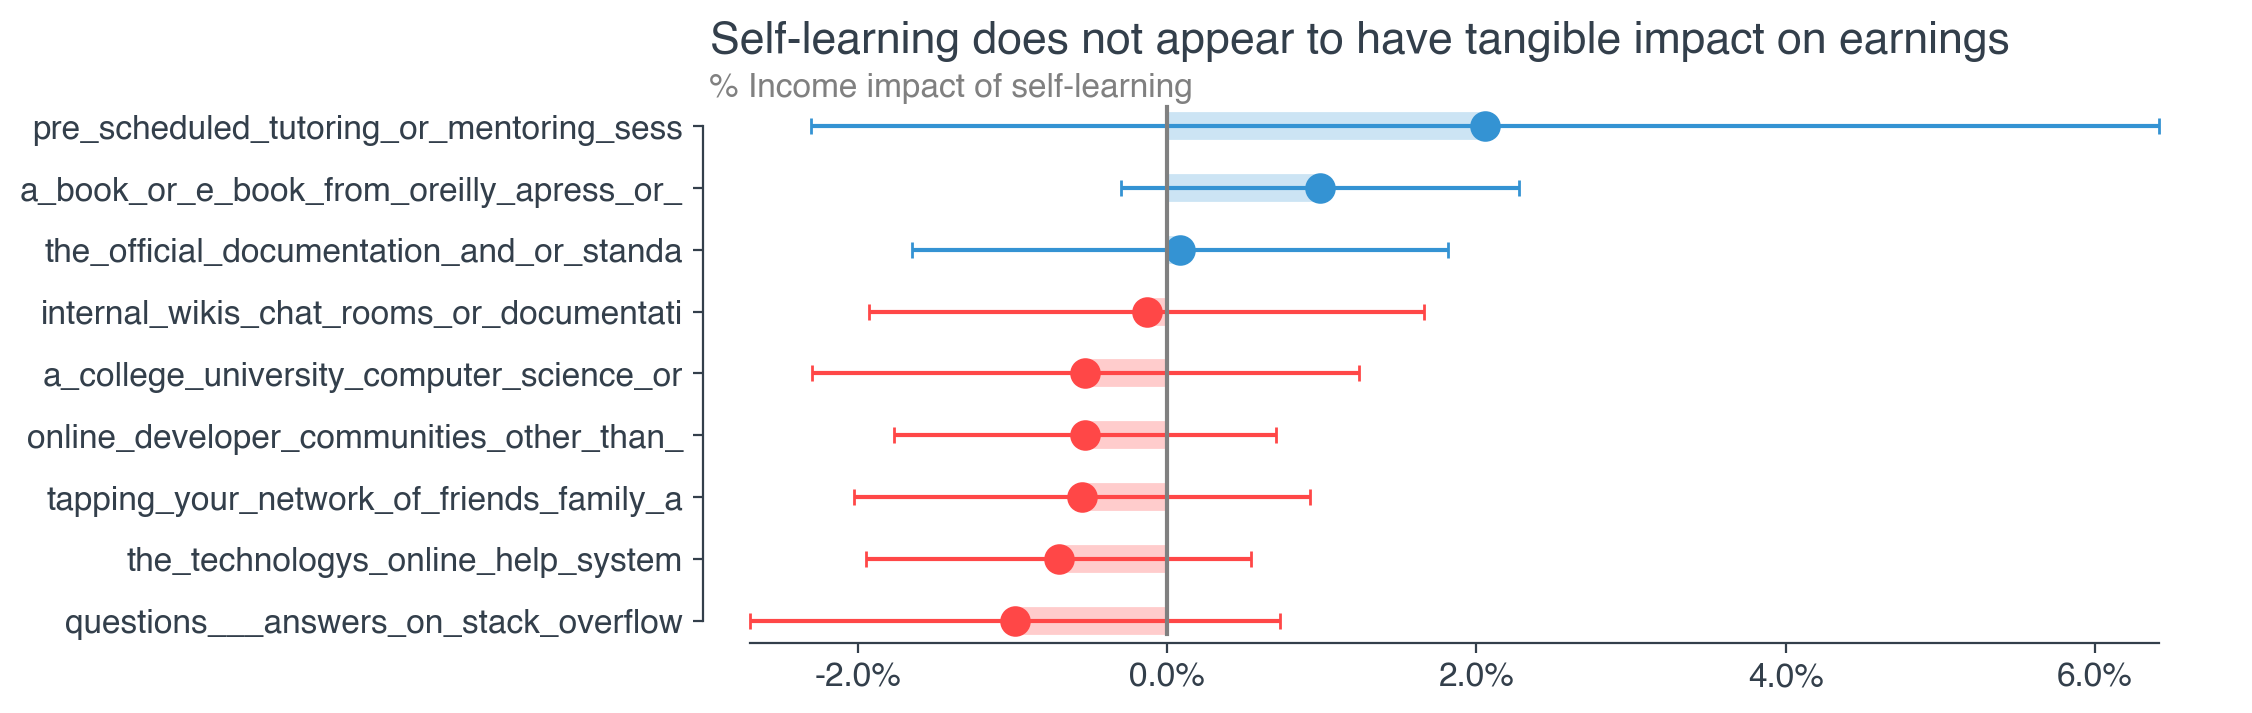 Self-learning does not appear to have tangible impact on earnings
% Income impact of self-learning
pre_scheduled_tutoring_or_mentoring_sess
a_book_or_e_book_from_oreilly_apress_or_
the_official_documentation_and_or_standa
internal_wikis_chat_rooms_or_documentati
a_college_university_computer_science_or
online_developer_communities_other_than_
tapping_your_network_of_friends_family_a
the_technologys_online_help_system
questions___answers_on_stack_overflow
-2.0% 0.0% 2.0% 4.0% 6.0%